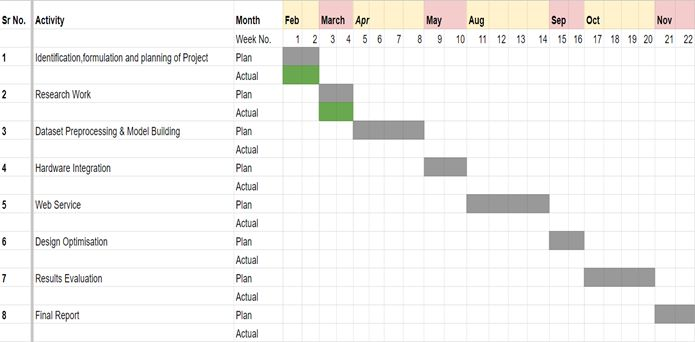 Sr No. Activity Month Feb March Apr May Aug Sep Oct Nov
Week No. 1 2 3 4 5 6 7 8 9 10 11 12 13 14 15 16 17 18 19 20 21 22
1 Identification,formulation and planning of Project Plan
Actual
2 Research Work Plan
Actual
3 Dataset Preprocessing & Model Building Plan
Actual
4 Hardware Integration Plan
Actual
5 Web Service Plan
Actual
6 Design Optimisation Plan
Actual
7 Results Evaluation Plan
Actual
8 Final Report Plan
Actual